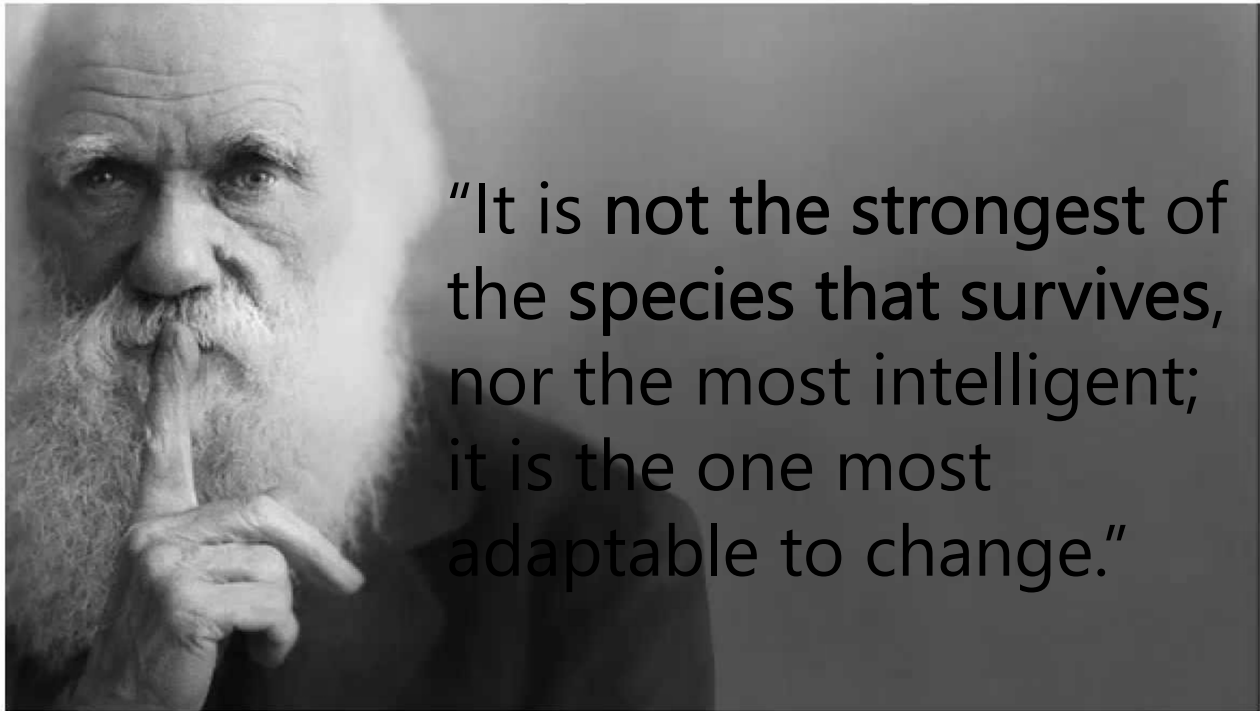 “It is not the strongest of
the species that survives,
nor the most intelligent;
it is the one most
adaptable to change.”